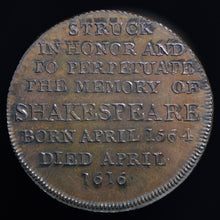 STRUCK
IN HONOR AND
TO PERPETUATE
THE MEMORY OF
SHAKESPEARE
BORN APRIL 1564.
DIED APRIL.
1616.